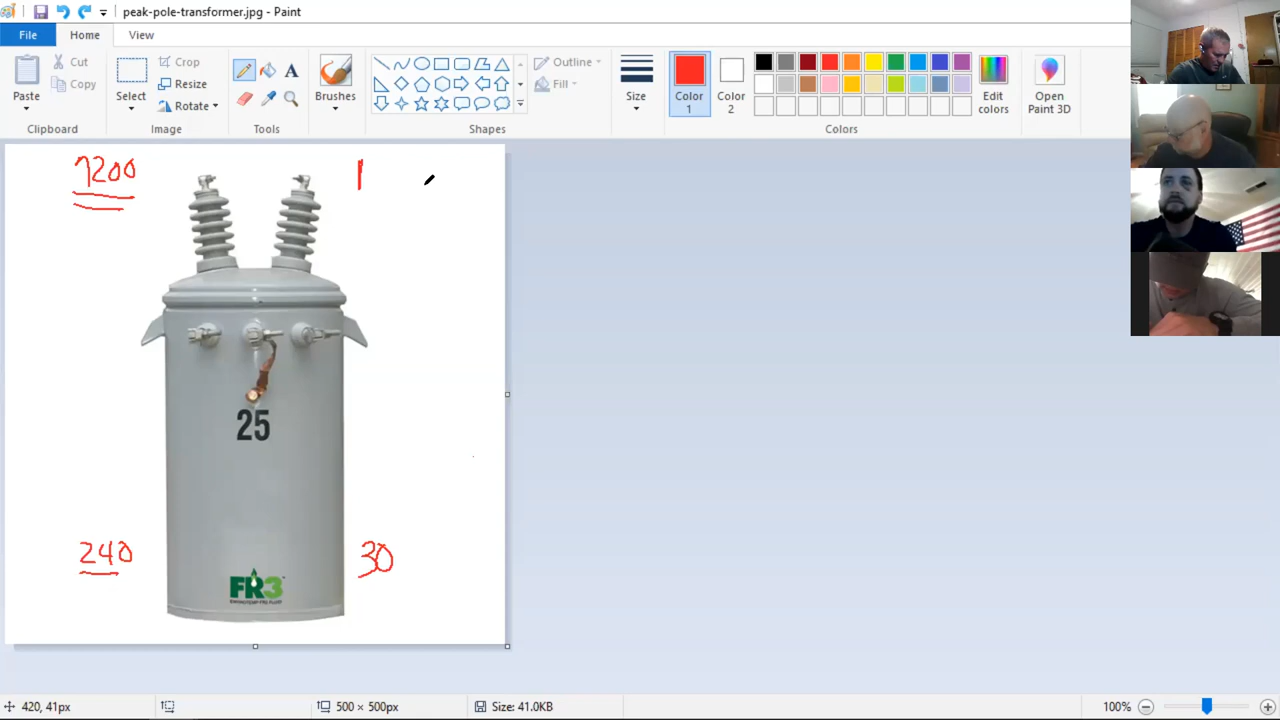 peak-pole-transformer.jpg - Paint
File
Home
View
Paste
Cut
Copy
Clipboard
Select
Crop
Resize
Rotate
Image
A
Tools
Brushes
Shapes
Outline
Fill
Size
Color
1
Color
2
Colors
Edit
colors
Open
Paint 3D
7200
1
25
240
30
FR3
420, 41px
500 × 500px
Size: 41.0KB
100%